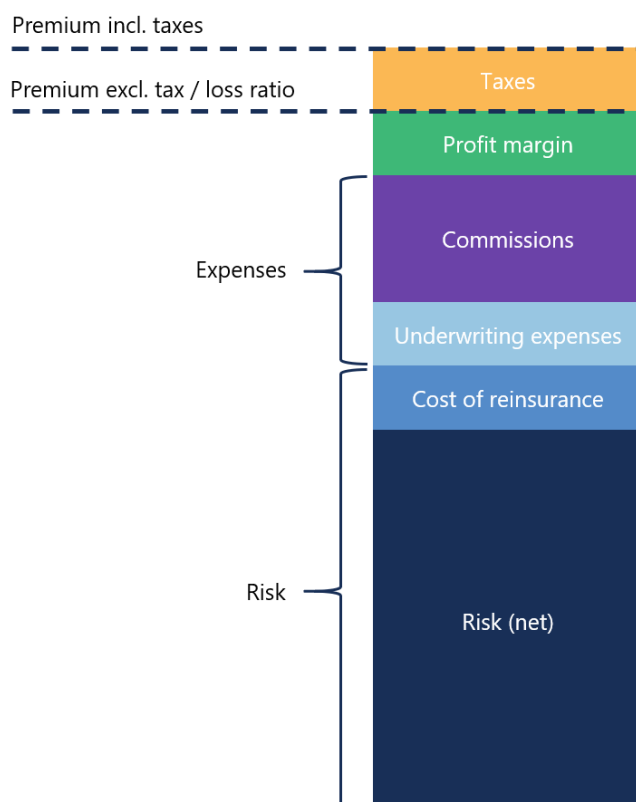 Premium incl. taxes
Taxes
Premium excl. tax / loss ratio
Profit margin
Commissions
Expenses
Underwriting expenses
Cost of reinsurance
Risk
Risk (net)